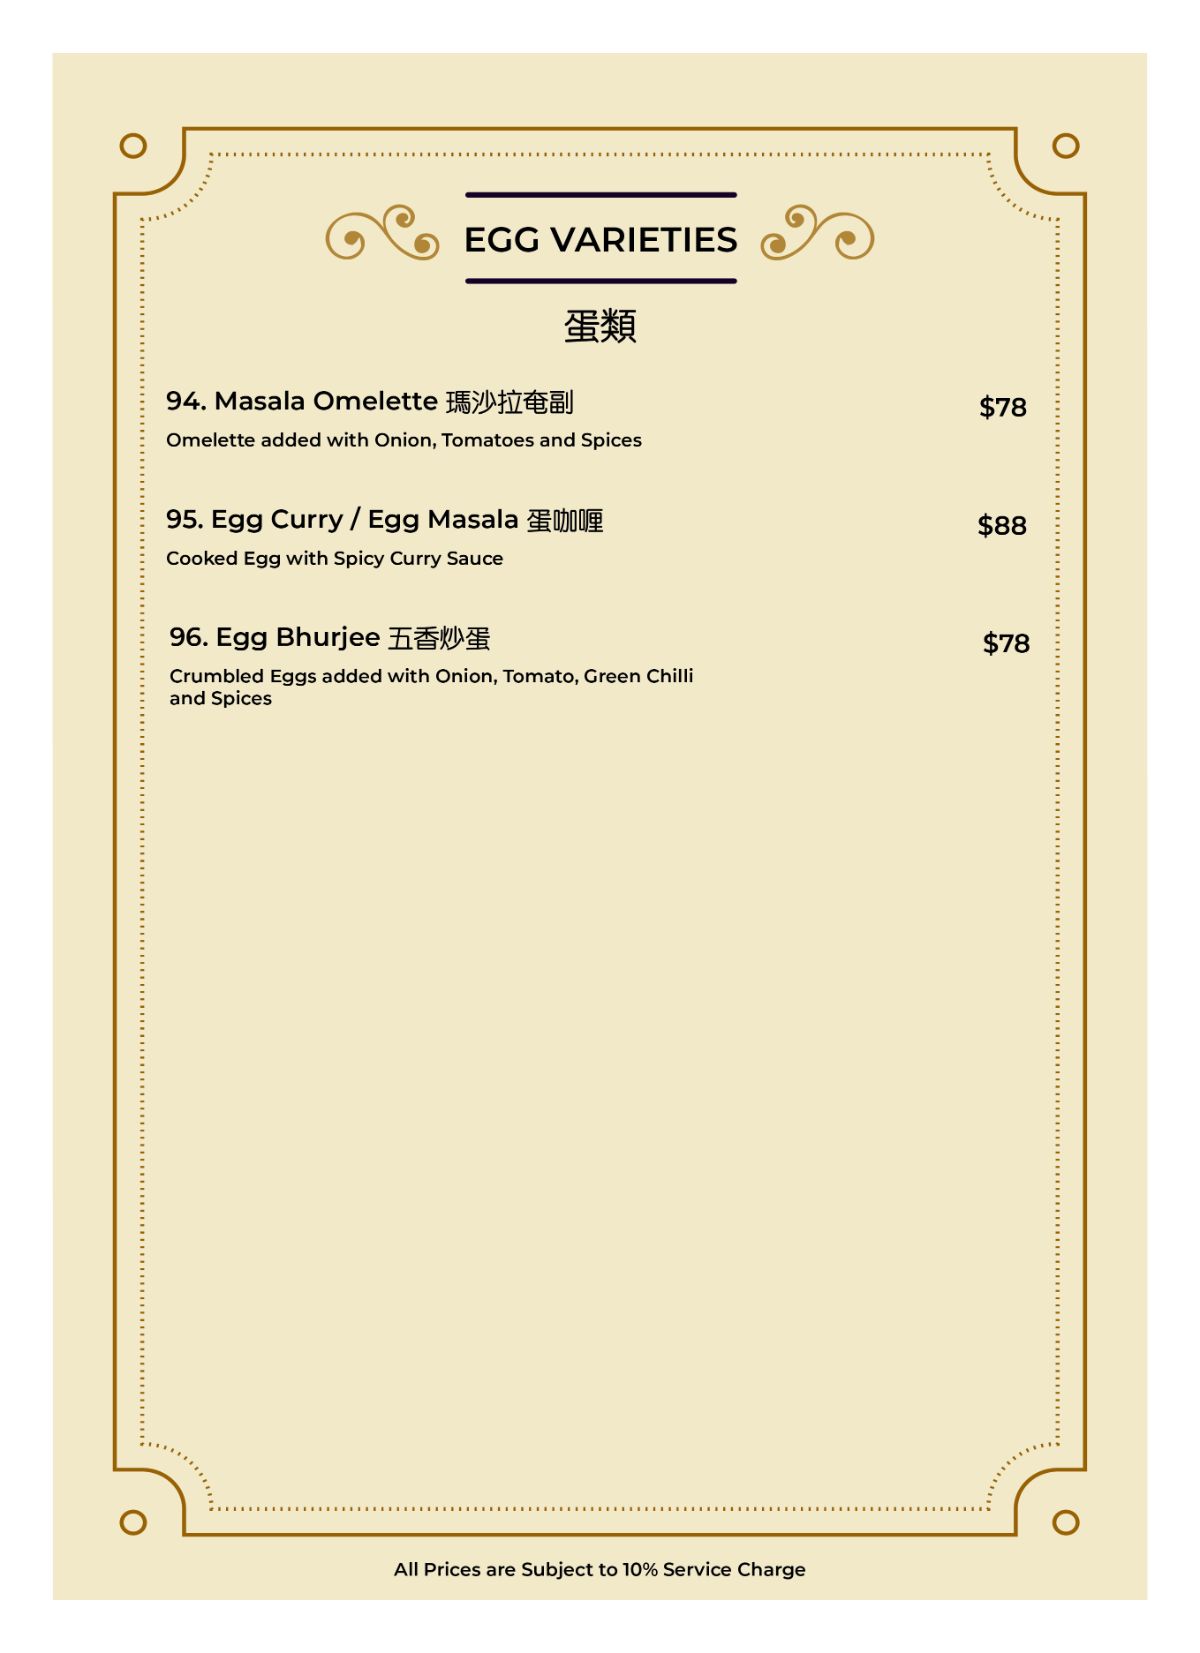 EGG VARIETIES
蛋類
94. Masala Omelette 瑪沙拉奄副 $78
Omelette added with Onion, Tomatoes and Spices
95. Egg Curry / Egg Masala 蛋咖喱 $88
Cooked Egg with Spicy Curry Sauce
96. Egg Bhurjee 五香炒蛋 $78
Crumbled Eggs added with Onion, Tomato, Green Chilli
and Spices
All Prices are Subject to 10% Service Charge